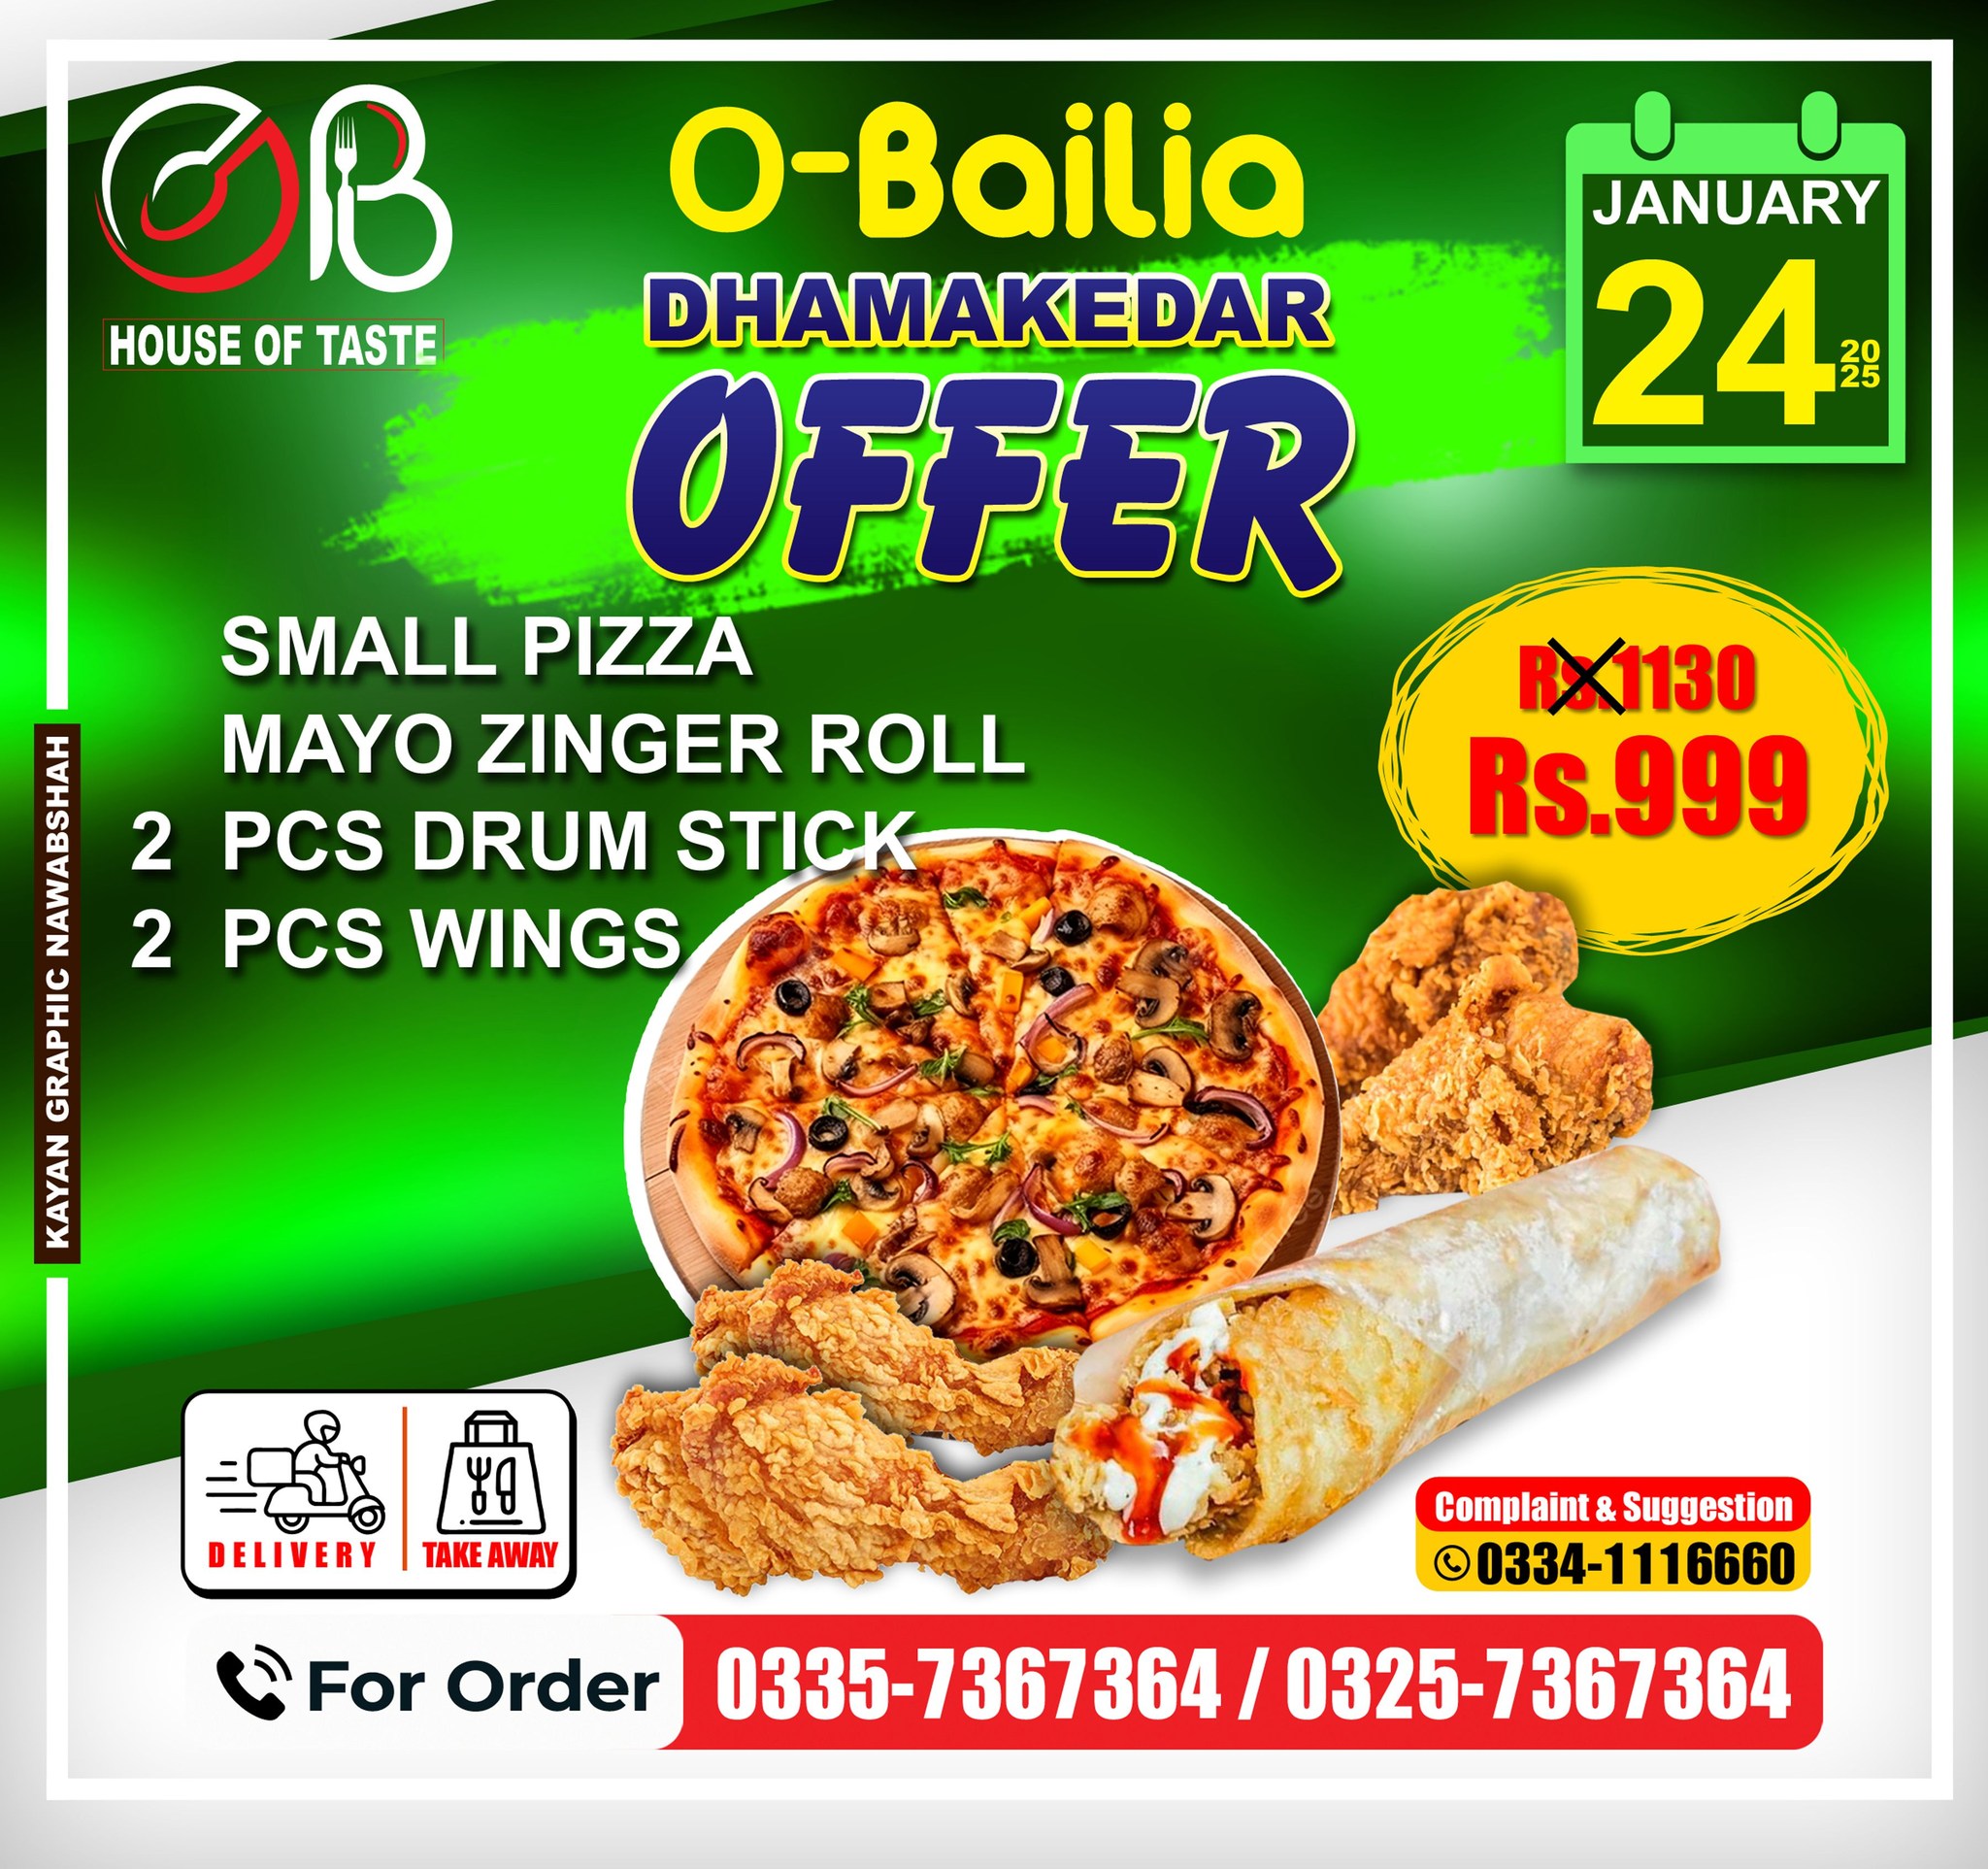 OB
HOUSE OF TASTE
O-Bailia
DHAMAKEDAR
OFFER
JANUARY
24
20
25
SMALL PIZZA
MAYO ZINGER ROLL
2 PCS DRUM STICK
2 PCS WINGS
Rs.1130
Rs.999
KAYAN GRAPHIC NAWABSHAH
DELIVERY
TAKE AWAY
Complaint & Suggestion
0334-1116660
For Order
0335-7367364 / 0325-7367364